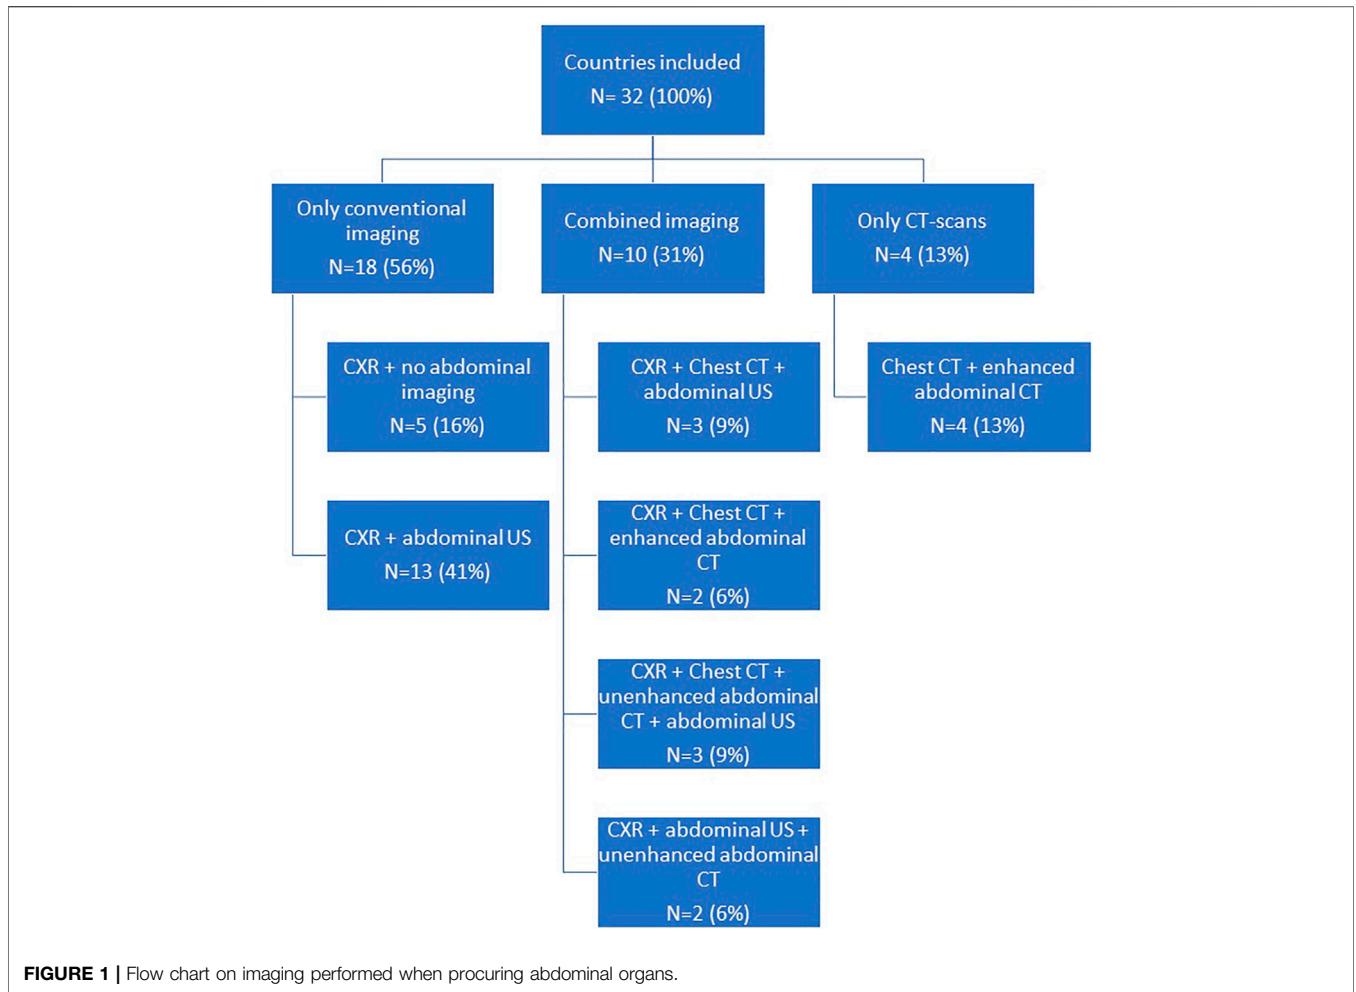 Countries included
N= 32 (100%)
Only conventional
imaging
N=18 (56%)
Combined imaging
N=10 (31%)
Only CT-scans
N=4 (13%)
CXR + no abdominal
imaging
N=5 (16%)
CXR + Chest CT +
abdominal US
N=3 (9%)
Chest CT + enhanced
abdominal CT
N=4 (13%)
CXR + abdominal US
N=13 (41%)
CXR + Chest CT +
enhanced abdominal
CT
N=2 (6%)
CXR + Chest CT +
unenhanced abdominal
CT + abdominal US
N=3 (9%)
CXR + abdominal US +
unenhanced abdominal
CT
N=2 (6%)
FIGURE 1 | Flow chart on imaging performed when procuring abdominal organs.